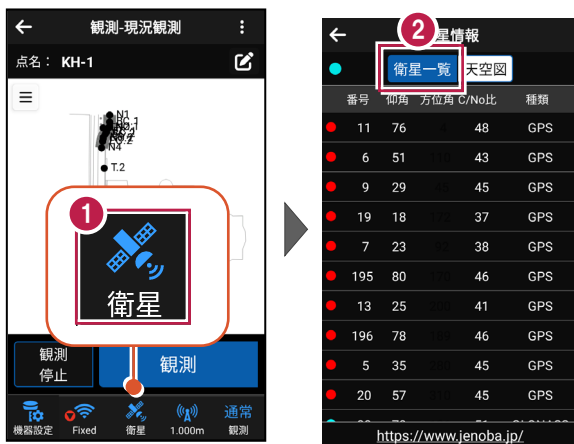 観測-現況観測
点名： KH-1
N1
N4
T.2
1
衛星
観測
停止
観測
機器設定
Fixed
衛星
1.000m
通常
観測
2
星情報
衛星一覧
天空図
番号 仰角 方位角 C/No比 種類
11 76 48 GPS
6 51 43 GPS
9 29 45 GPS
19 18 37 GPS
7 23 38 GPS
195 80 46 GPS
13 25 41 GPS
196 78 46 GPS
5 35 45 GPS
20 57 45 GPS
https://www.jenoba.jp/